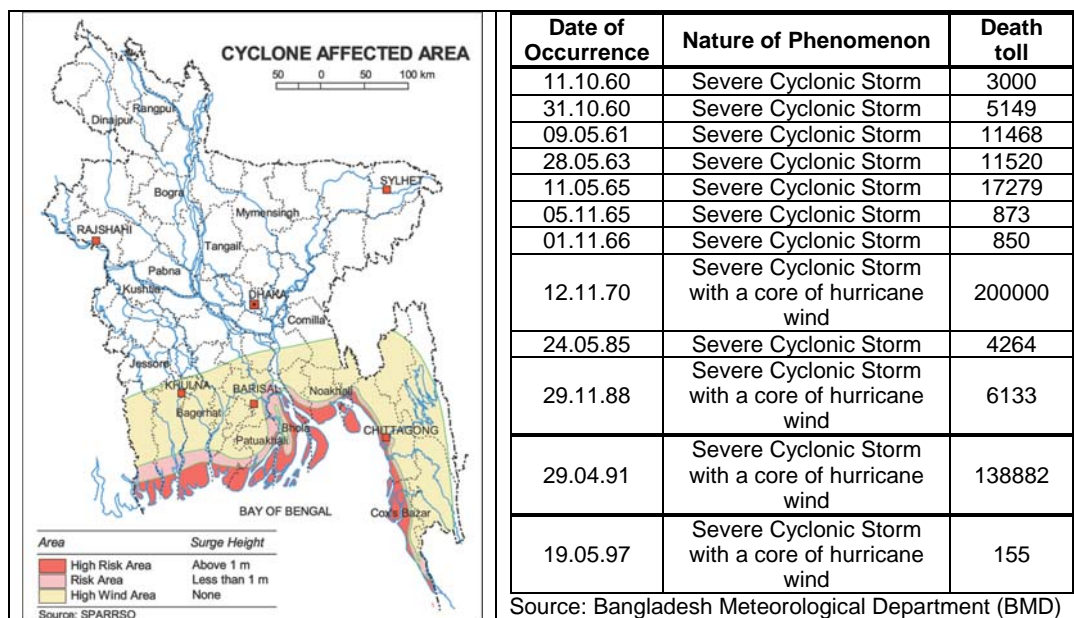 CYCLONE AFFECTED AREA
50 0 50 100 km
Rangpur
Dinajpur
Bogra
SYLHET
Mymensingh
RAJSHAHI
Tangail
Pabna
Kushtia
DHAKA
Comilla
Jessore
KHULNA
BARISAL
Noakhali
Bagerhat
Bhola
Patuakhali
CHITTAGONG
BAY OF BENGAL
Cox's Bazar
Area Surge Height
High Risk Area Above 1 m
Risk Area Less than 1 m
High Wind Area None
Source: SPARRSO
Date of Occurrence Nature of Phenomenon Death toll
11.10.60 Severe Cyclonic Storm 3000
31.10.60 Severe Cyclonic Storm 5149
09.05.61 Severe Cyclonic Storm 11468
28.05.63 Severe Cyclonic Storm 11520
11.05.65 Severe Cyclonic Storm 17279
05.11.65 Severe Cyclonic Storm 873
01.11.66 Severe Cyclonic Storm 850
Severe Cyclonic Storm
12.11.70 with a core of hurricane 200000
wind
24.05.85 Severe Cyclonic Storm 4264
Severe Cyclonic Storm
29.11.88 with a core of hurricane 6133
wind
Severe Cyclonic Storm
29.04.91 with a core of hurricane 138882
wind
Severe Cyclonic Storm
19.05.97 with a core of hurricane 155
wind
Source: Bangladesh Meteorological Department (BMD)